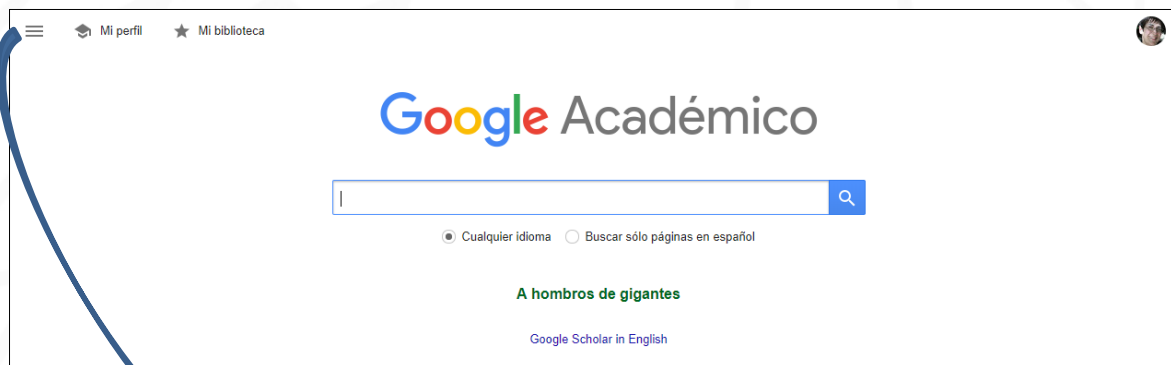 Mi perfil Mi biblioteca
Google Académico
Cualquier idioma Buscar sólo páginas en español
A hombros de gigantes
Google Scholar in English